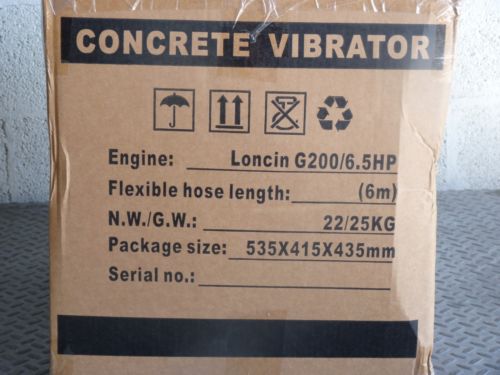 CONCRETE VIBRATOR
Engine: Loncin G200/6.5HP
Flexible hose length: (6m)
N.W./G.W.: 22/25KG
Package size: 535X415X435mm
Serial no.: